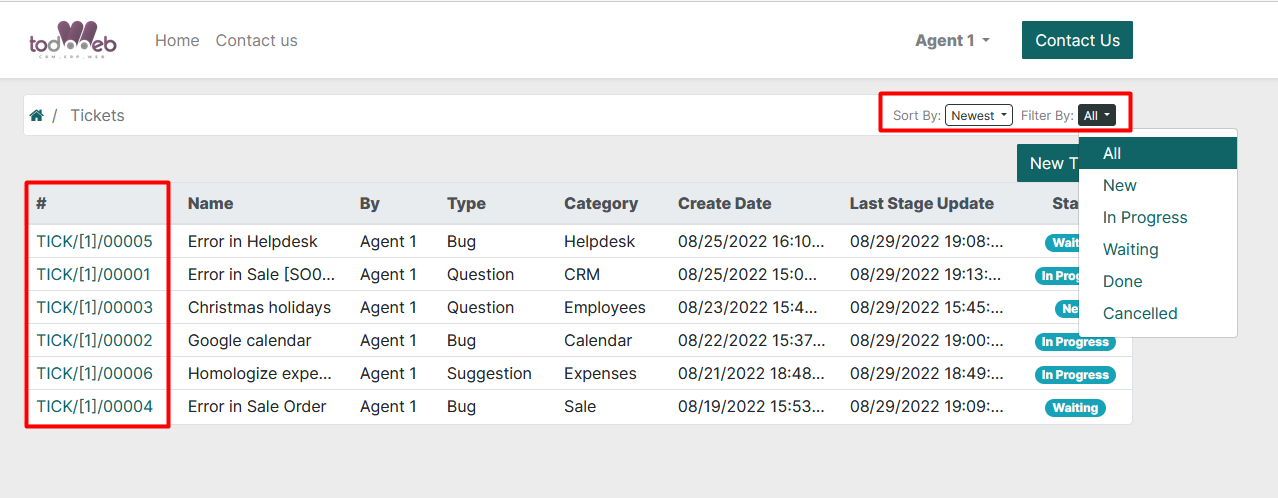 todoooweb
CRM.ERP.WEB
Home Contact us Agent 1 Contact Us
/ Tickets Sort By: Newest Filter By: All
New T
All
New
In Progress
Waiting
Done
Cancelled
# Name By Type Category Create Date Last Stage Update Sta
TICK/[1]/00005 Error in Helpdesk Agent 1 Bug Helpdesk 08/25/2022 16:10... 08/29/2022 19:08:... Wait
TICK/[1]/00001 Error in Sale [SO0... Agent 1 Question CRM 08/25/2022 15:0... 08/29/2022 19:13:... In Prog
TICK/[1]/00003 Christmas holidays Agent 1 Question Employees 08/23/2022 15:4... 08/29/2022 15:45:... Ne
TICK/[1]/00002 Google calendar Agent 1 Bug Calendar 08/22/2022 15:37... 08/29/2022 19:00:... In Progress
TICK/[1]/00006 Homologize expe... Agent 1 Suggestion Expenses 08/21/2022 18:48... 08/29/2022 18:49:... In Progress
TICK/[1]/00004 Error in Sale Order Agent 1 Bug Sale 08/19/2022 15:53... 08/29/2022 19:09:... Waiting